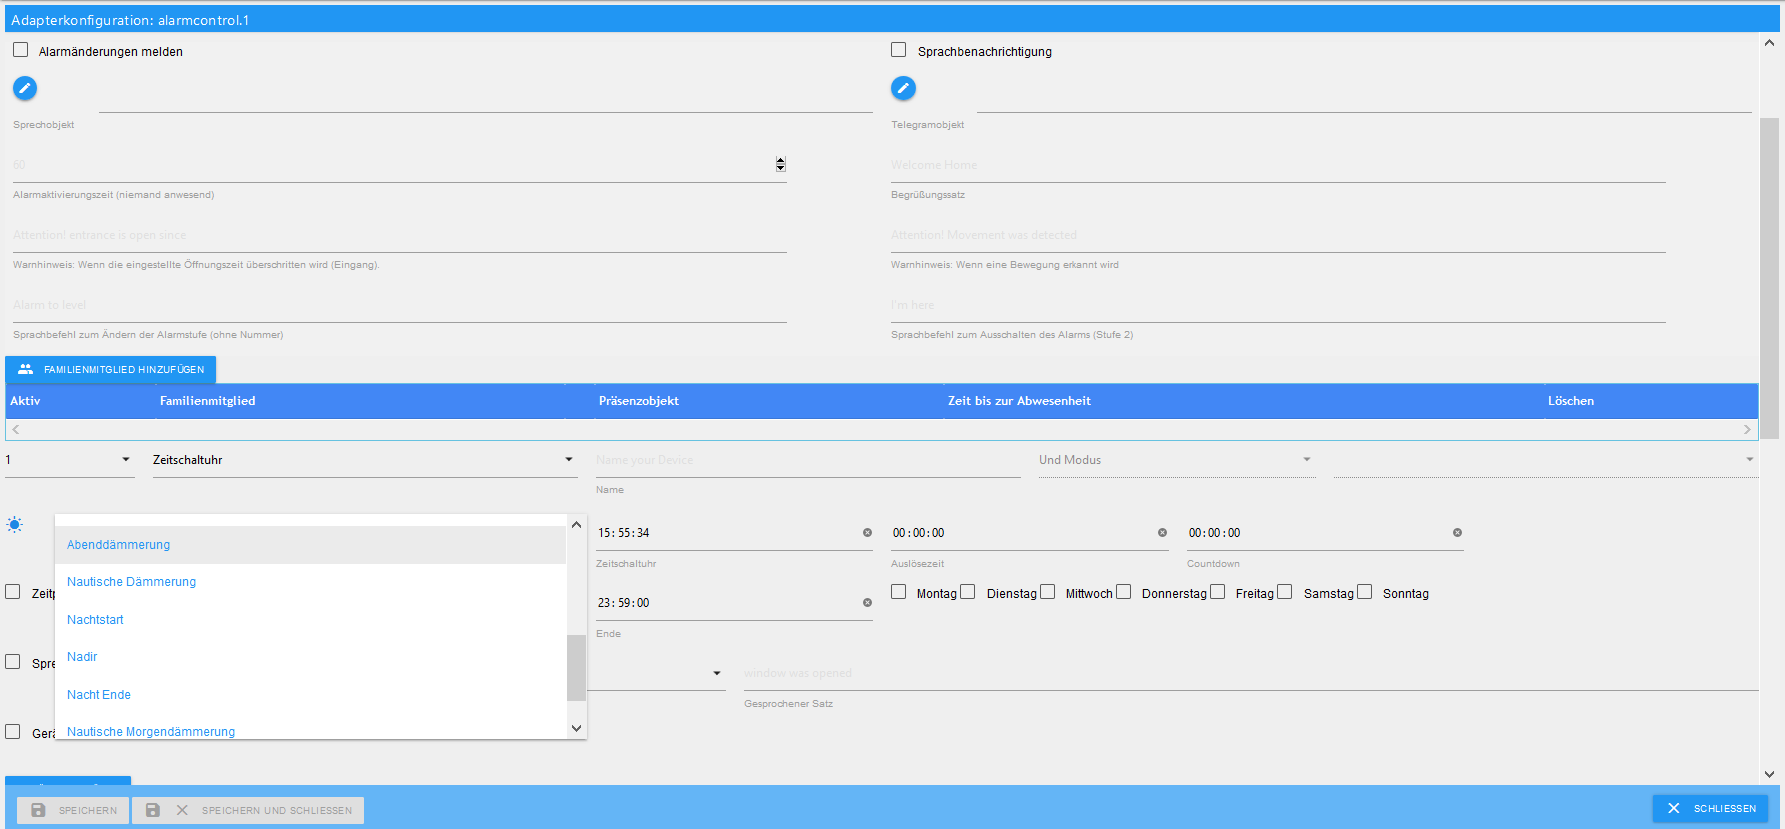 Adapterkonfiguration: alarmcontrol.1
Alarmänderungen melden
Sprachbenachrichtigung
Sprechobjekt
Telegramobjekt
60
Welcome Home
Alarmaktivierungszeit (niemand anwesend)
Begrüßungssatz
Attention! entrance is open since
Attention! Movement was detected
Warnhinweis: Wenn die eingestellte Öffnungszeit überschritten wird (Eingang).
Warnhinweis: Wenn eine Bewegung erkannt wird
Alarm to level
I'm here
Sprachbefehl zum Ändern der Alarmstufe (ohne Nummer)
Sprachbefehl zum Ausschalten des Alarms (Stufe 2)
FAMILIENMITGLIED HINZUFÜGEN
Aktiv Familienmitglied Präsenzobjekt Zeit bis zur Abwesenheit Löschen
1 Zeitschaltuhr Name your Device Und Modus
Name
15:55:34 00:00:00 00:00:00
Abenddämmerung
Zeitschaltuhr Auslösezeit Countdown
Nautische Dämmerung
Montag Dienstag Mittwoch Donnerstag Freitag Samstag Sonntag
23:59:00
Nachtstart
Ende
Nadir
window was opened
Nacht Ende
Gesprochener Satz
Nautische Morgendämmerung
SPEICHERN SPEICHERN UND SCHLIESSEN SCHLIESSEN